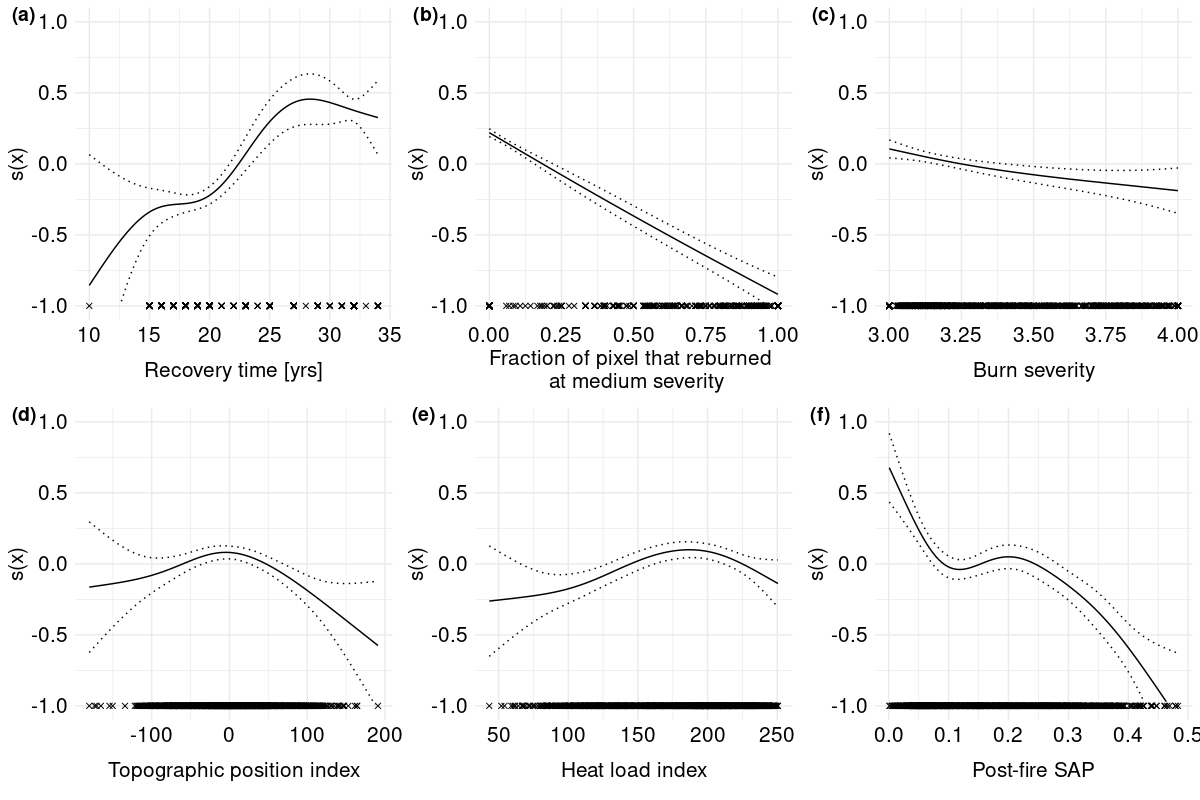 (a) (b) (c)
1.0 1.0 1.0
0.5 0.5 0.5
s(x) 0.0 s(x) 0.0 s(x) 0.0
-0.5 -0.5 -0.5
-1.0 -1.0 -1.0
10 15 20 25 30 35 0.00 0.25 0.50 0.75 1.00 3.00 3.25 3.50 3.75 4.00
Recovery time [yrs] Fraction of pixel that reburned Burn severity
at medium severity
(d) (e) (f)
1.0 1.0 1.0
0.5 0.5 0.5
s(x) 0.0 s(x) 0.0 s(x) 0.0
-0.5 -0.5 -0.5
-1.0 -1.0 -1.0
-100 0 100 200 50 100 150 200 250 0.0 0.1 0.2 0.3 0.4 0.5
Topographic position index Heat load index Post-fire SAP